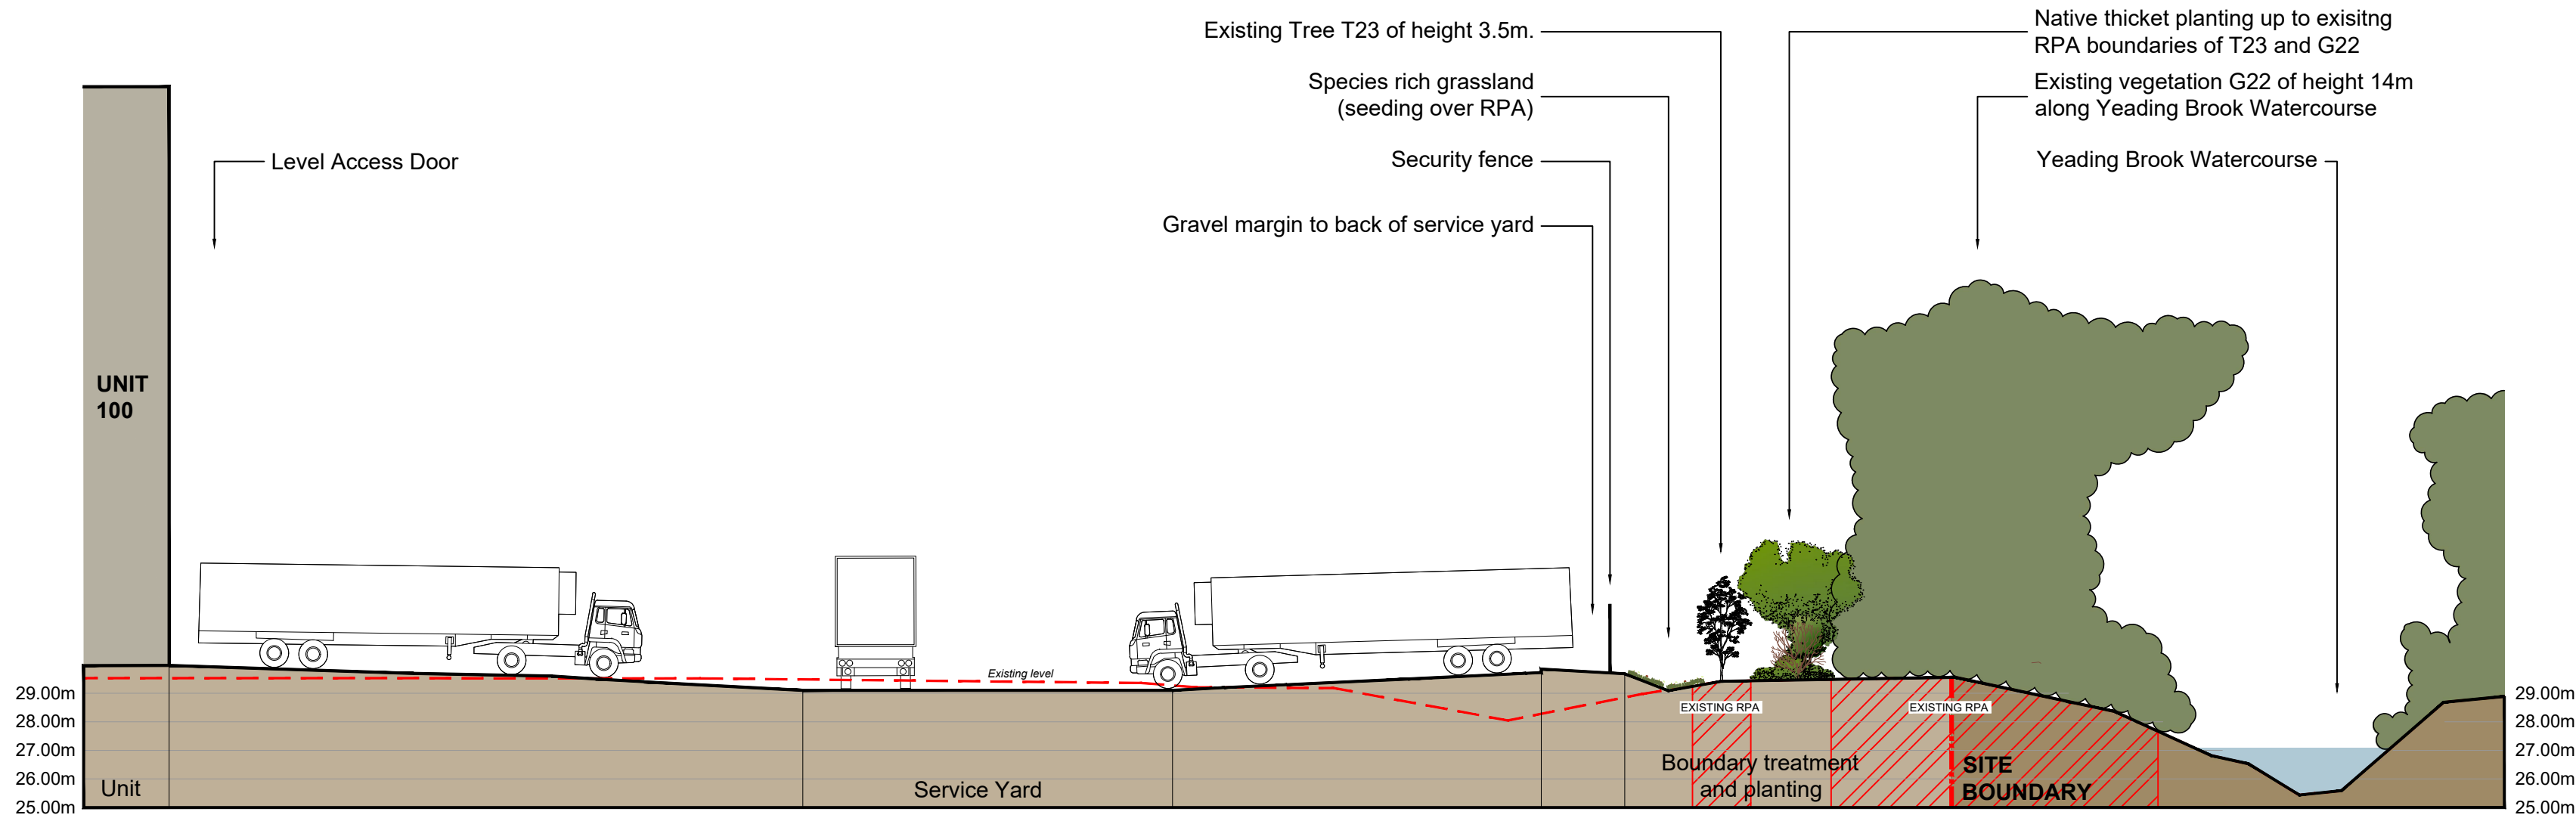 Existing Tree T23 of height 3.5m.
Species rich grassland
(seeding over RPA)
Security fence
Gravel margin to back of service yard
Native thicket planting up to exisitng
RPA boundaries of T23 and G22
Existing vegetation G22 of height 14m
along Yeading Brook Watercourse
Yeading Brook Watercourse
Level Access Door
UNIT
100
Existing level
29.00m
28.00m
27.00m
26.00m
25.00m
Unit
Service Yard
EXISTING RPA
EXISTING RPA
Boundary treatment
and planting
SITE
BOUNDARY
29.00m
28.00m
27.00m
26.00m
25.00m